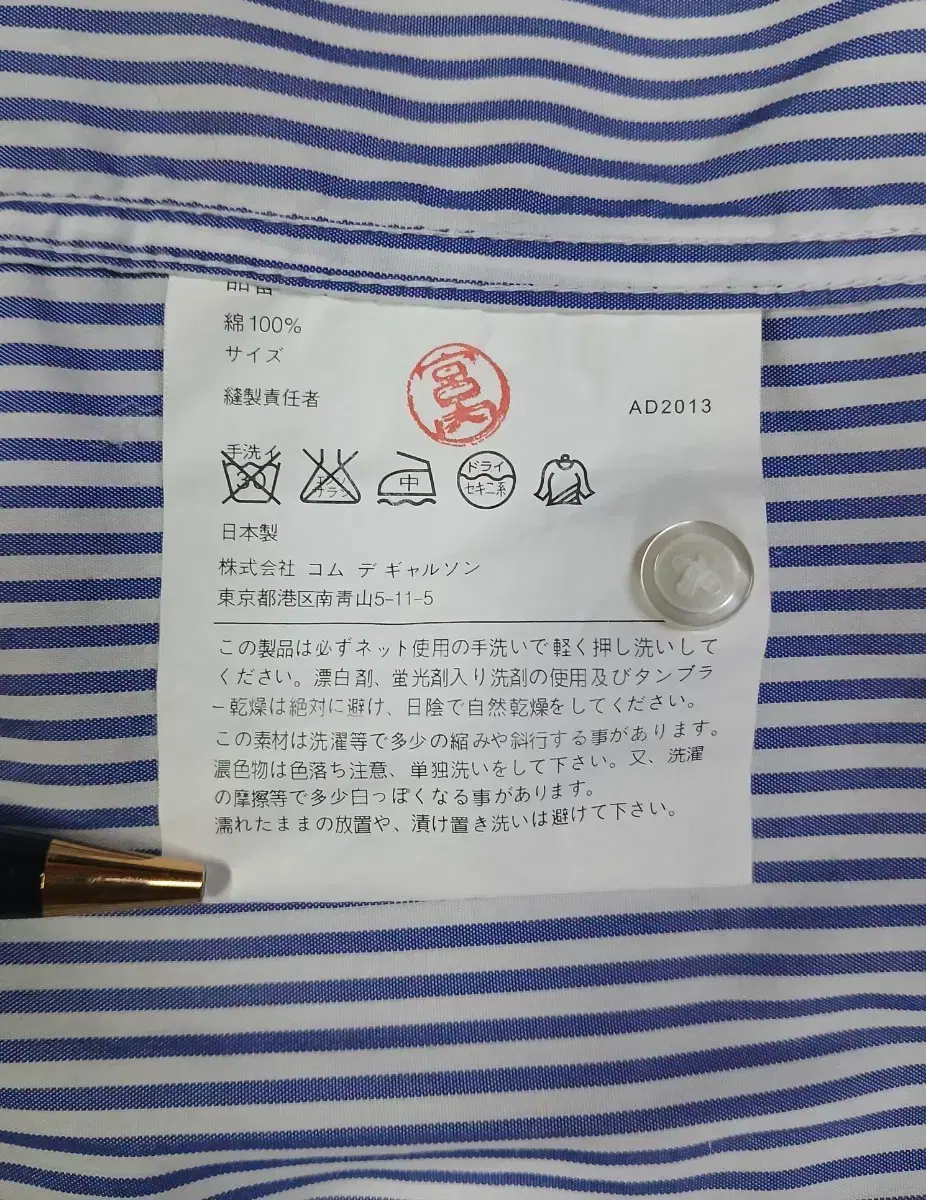 品番
綿100%
サイズ
縫製責任者
宮内
AD2013
手洗イ
30
エンソ
サラシ
中
ドライ
セキユ系
日本製
株式会社 コム デ ギャルソン
東京都港区南青山5-11-5
この製品は必ずネット使用の手洗いで軽く押し洗いして
ください。漂白剤、蛍光剤入り洗剤の使用及びタンブラ
ー乾燥は絶対に避け、日陰で自然乾燥をしてください。
この素材は洗濯等で多少の縮みや斜行する事があります。
濃色物は色落ち注意、単独洗いをして下さい。又、洗濯
の摩擦等で多少白っぽくなる事があります。
濡れたままの放置や、漬け置き洗いは避けて下さい。